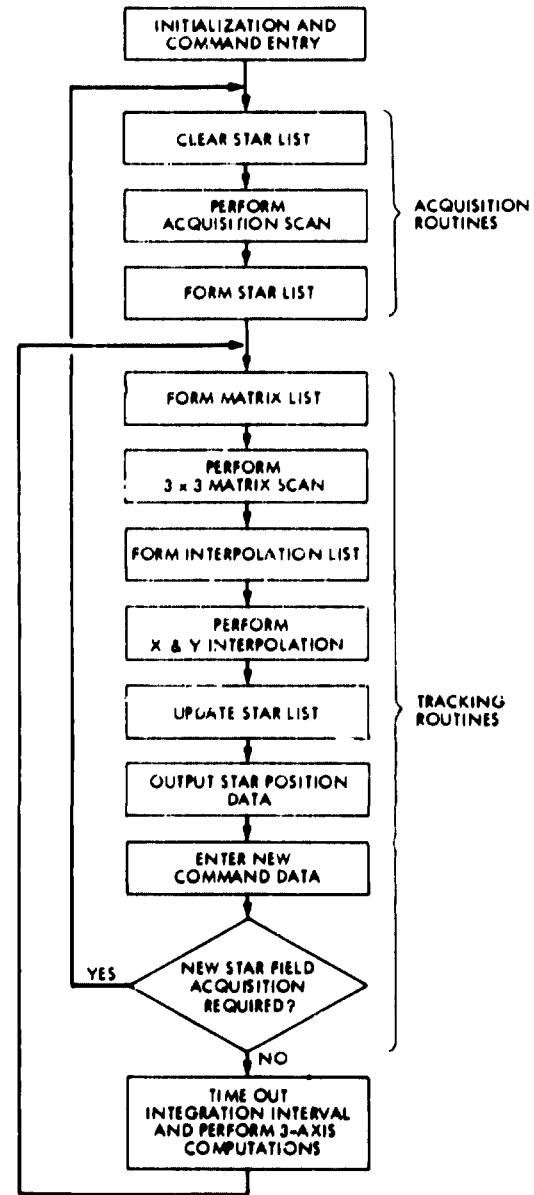 INITIALIZATION AND
COMMAND ENTRY
CLEAR STAR LIST
PERFORM
ACQUISITION SCAN
FORM STAR LIST
ACQUISITION
ROUTINES
FORM MATRIX LIST
PERFORM
3 x 3 MATRIX SCAN
FORM INTERPOLATION LIST
PERFORM
X & Y INTERPOLATION
UPDATE STAR LIST
OUTPUT STAR POSITION
DATA
ENTER NEW
COMMAND DATA
TRACKING
ROUTINES
YES
NEW STAR FIELD
ACQUISITION
REQUIRED?
NO
TIME OUT
INTEGRATION INTERVAL
AND PERFORM 3-AXIS
COMPUTATIONS